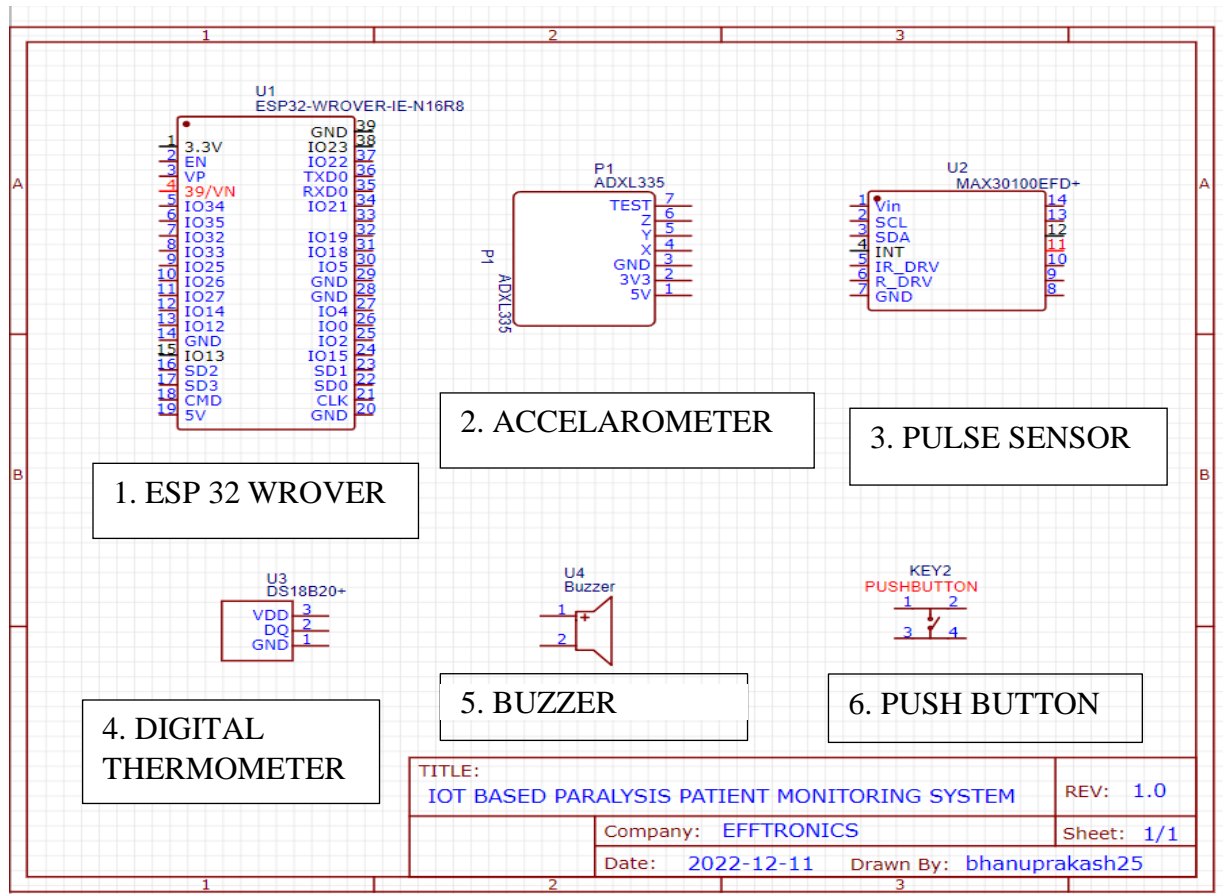 1 2 3
U1
ESP32-WROVER-IE-N16R8
1 3.3V
2 EN
3 VP
4 39/VN
5 IO34
6 IO35
7 IO32
8 IO33
9 IO25
10 IO26
11 IO27
12 IO14
13 IO12
14 GND
15 IO13
16 SD2
17 SD3
18 CMD
19 5V
GND 39
IO23 38
IO22 37
TXD0 36
RXD0 35
IO21 34
33
IO19 32
IO18 31
IO5 30
GND 29
GND 28
IO4 27
IO0 26
IO2 25
IO15 24
SD1 23
SD0 22
CLK 21
GND 20
P1
ADXL335
TEST 7
Z 6
Y 5
X 4
GND 3
3V3 2
5V 1
P1
ADXL335
U2
MAX30100EFD+
1 Vin
2 SCL
3 SDA
4 INT
5 IR_DRV
6 R_DRV
7 GND
14
13
12
11
10
9
8
A
A
1. ESP 32 WROVER
2. ACCELAROMETER
3. PULSE SENSOR
B
B
U3
DS18B20+
VDD 3
DQ 2
GND 1
U4
Buzzer
1 +
2
KEY2
PUSHBUTTON
1 2
3 4
4. DIGITAL
THERMOMETER
5. BUZZER
6. PUSH BUTTON
TITLE:
IOT BASED PARALYSIS PATIENT MONITORING SYSTEM
REV: 1.0
Company: EFFTRONICS
Sheet: 1/1
Date: 2022-12-11 Drawn By: bhanuprakash25
1 2 3